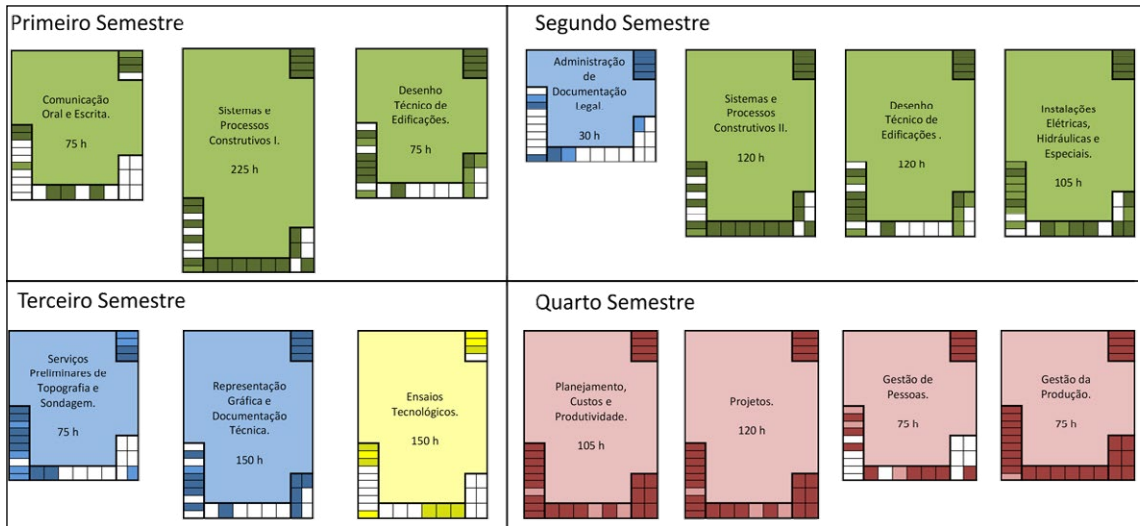 Primeiro Semestre
Comunicação
Oral e Escrita.
75 h
Sistemas e
Processos
Construtivos I.
225 h
Desenho
Técnico de
Edificações.
75 h
Segundo Semestre
Administração
de
Documentação
Legal.
30 h
Sistemas e
Processos
Construtivos II.
120 h
Desenho
Técnico de
Edificações .
120 h
Instalações
Elétricas,
Hidráulicas e
Especiais.
105 h
Terceiro Semestre
Serviços
Preliminares de
Topografia e
Sondagem.
75 h
Representação
Gráfica e
Documentação
Técnica.
150 h
Ensaios
Tecnológicos.
150 h
Quarto Semestre
Planejamento,
Custos e
Produtividade.
105 h
Projetos.
120 h
Gestão de
Pessoas.
75 h
Gestão da
Produção.
75 h